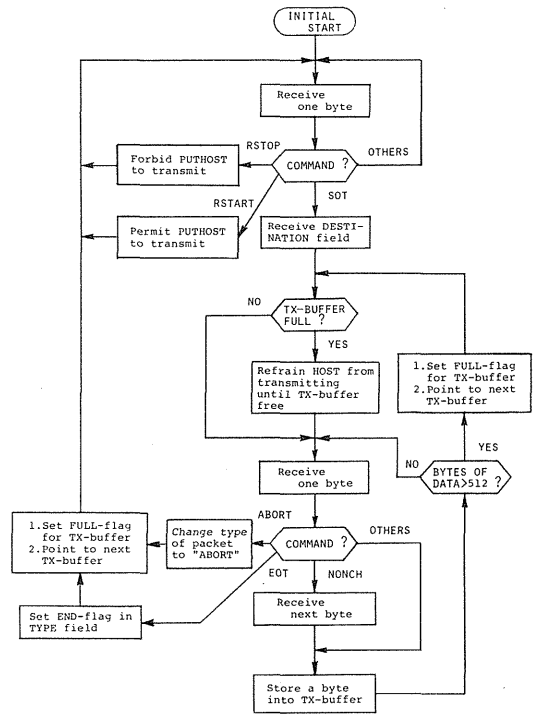 INITIAL
START
Receive
one byte
RSTOP
COMMAND ?
OTHERS
Forbid PUTHOST
to transmit
RSTART
SOT
Permit PUTHOST
to transmit
Receive DESTI-
NATION field
NO
TX-BUFFER
FULL ?
YES
Refrain HOST from
transmitting
until TX-buffer
free
1.Set FULL-flag
for TX-buffer
2.Point to next
TX-buffer
YES
NO
BYTES OF
DATA>512 ?
Receive
one byte
ABORT
1.Set FULL-flag
for TX-buffer
2.Point to next
TX-buffer
Change type
of packet
to "ABORT"
COMMAND ?
OTHERS
EOT
NONCH
Set END-flag in
TYPE field
Receive
next byte
Store a byte
into TX-buffer